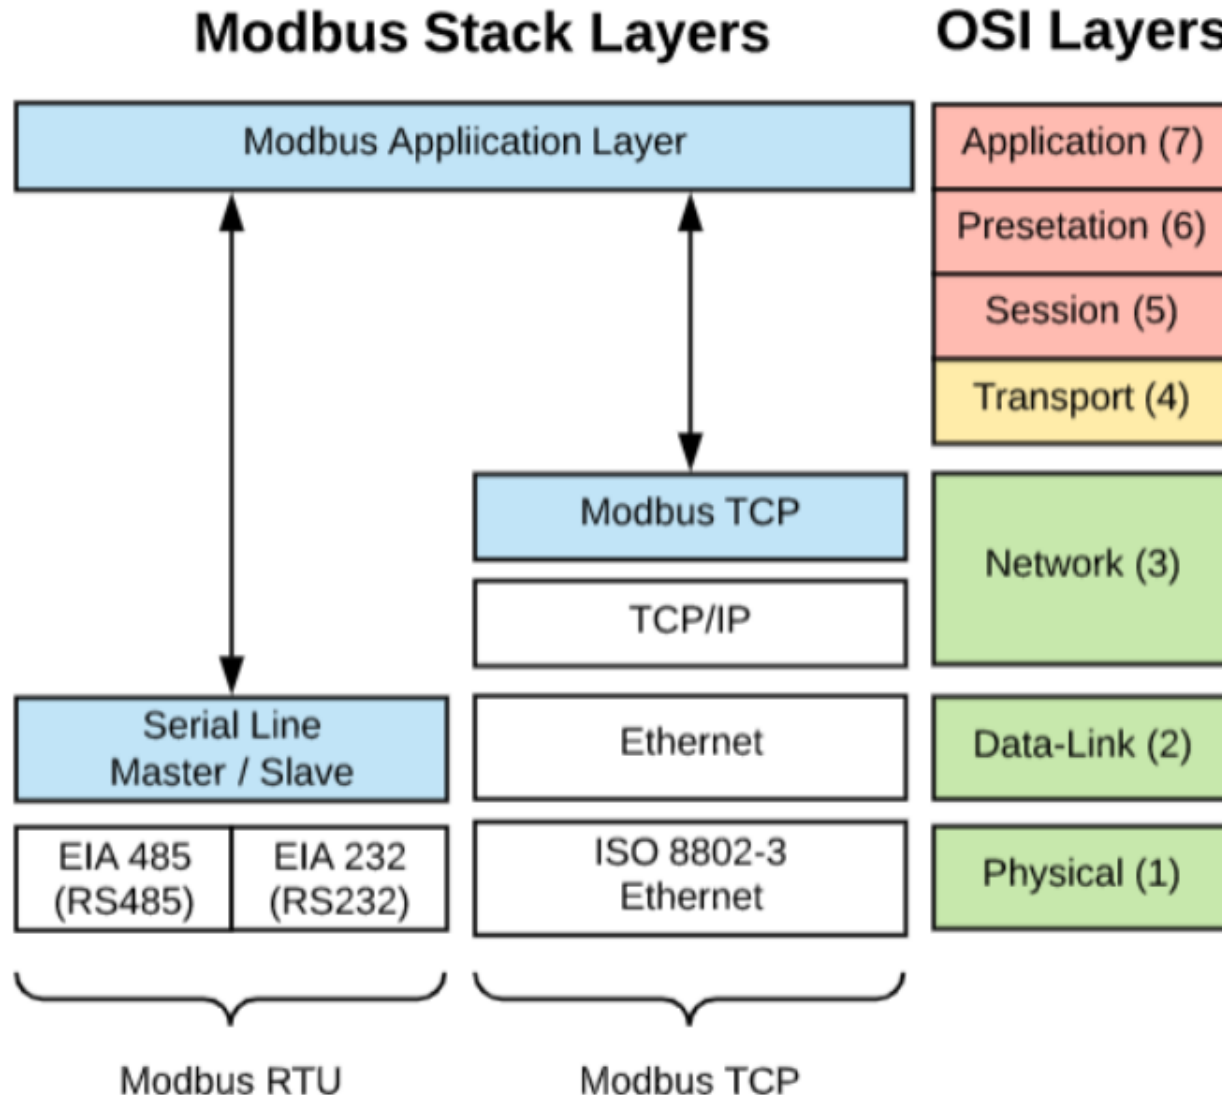 Modbus Stack Layers
OSI Layers
Modbus Appliication Layer
Application (7)
Presetation (6)
Session (5)
Transport (4)
Modbus TCP
Network (3)
TCP/IP
Serial Line
Master / Slave
Ethernet
Data-Link (2)
EIA 485
(RS485)
EIA 232
(RS232)
ISO 8802-3
Ethernet
Physical (1)
Modbus RTU
Modbus TCP